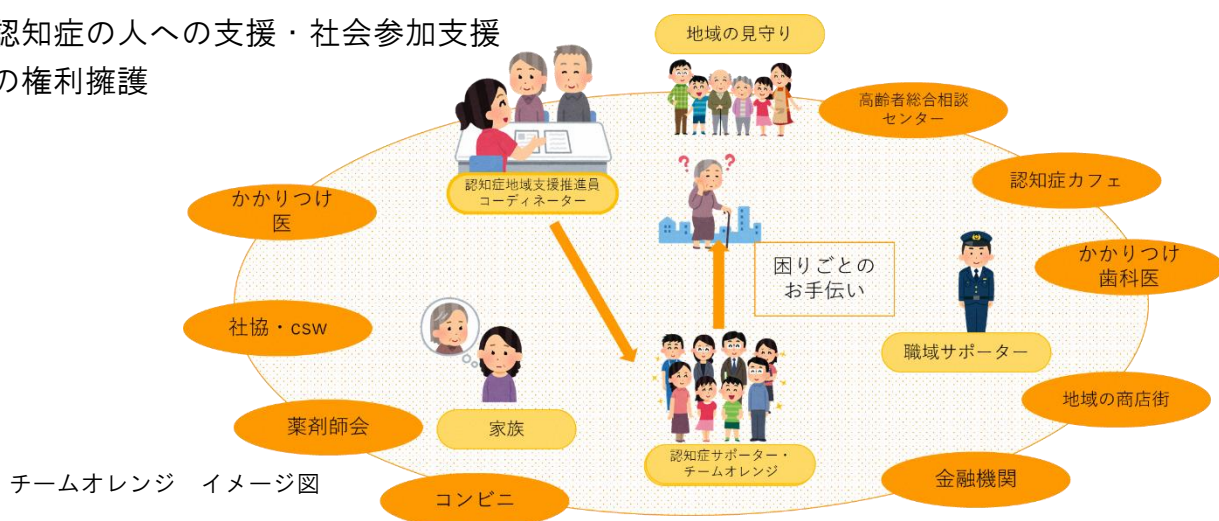 認知症の人への支援・社会参加支援
の権利擁護
地域の見守り
高齢者総合相談
センター
認知症地域支援推進員
コーディネーター
認知症カフェ
かかりつけ
医
かかりつけ
歯科医
困りごとの
お手伝い
社協・csw
職域サポーター
地域の商店街
薬剤師会
家族
認知症サポーター・
チームオレンジ
金融機関
チームオレンジ　イメージ図
コンビニ